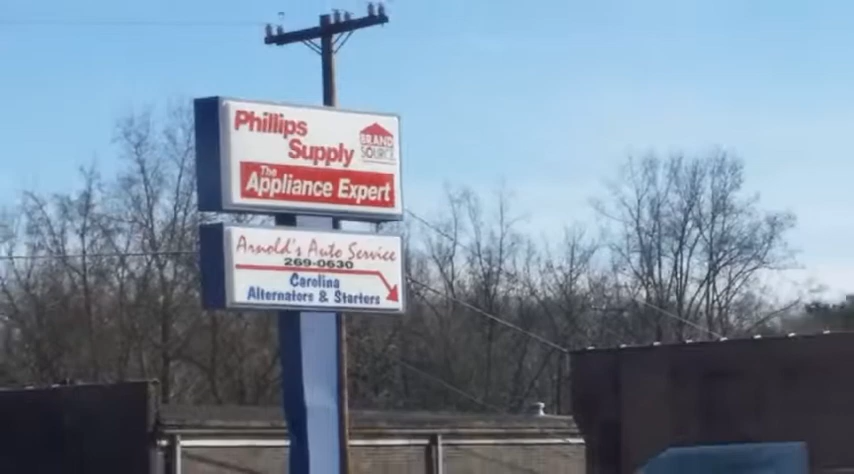 Phillips
Supply
BRAND
SOURCE
The
Appliance Expert
Arnold's Auto Service
269-0630
Carolina
Alternators & Starters